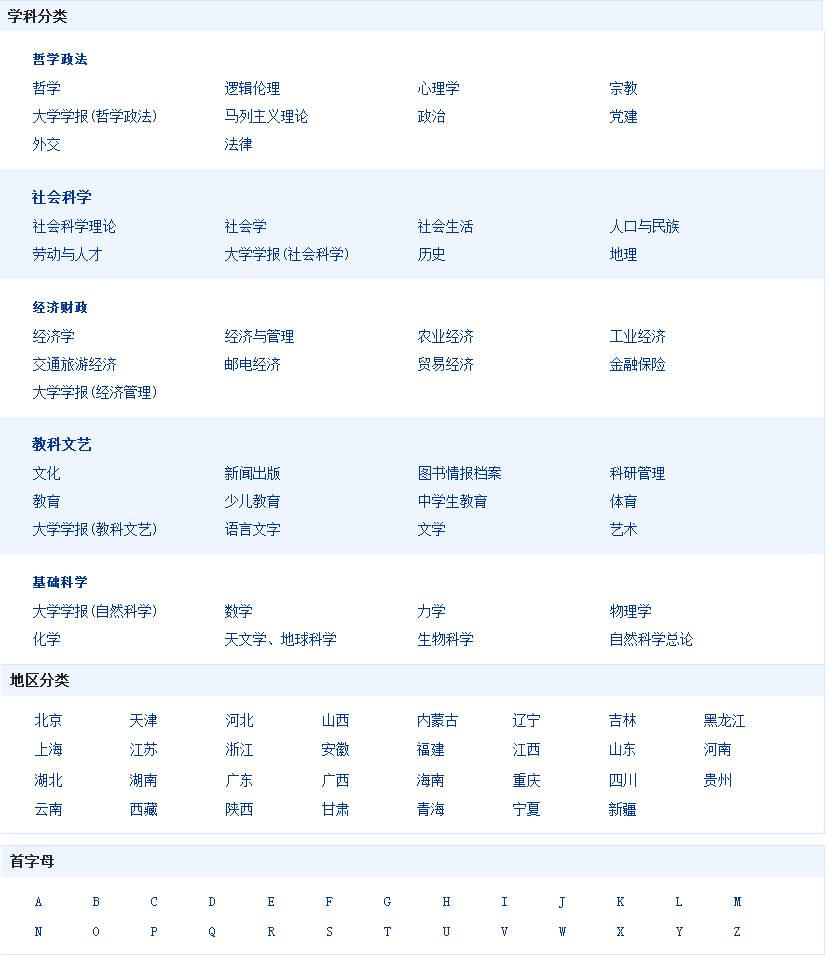 学科分类
哲学政法
哲学 逻辑伦理 心理学 宗教
大学学报(哲学政法) 马列主义理论 政治 党建
外交 法律
社会科学
社会科学理论 社会学 社会生活 人口与民族
劳动与人才 大学学报(社会科学) 历史 地理
经济财政
经济学 经济与管理 农业经济 工业经济
交通旅游经济 邮电经济 贸易经济 金融保险
大学学报(经济管理)
教科文艺
文化 新闻出版 图书情报档案 科研管理
教育 少儿教育 中学生教育 体育
大学学报(教科文艺) 语言文字 文学 艺术
基础科学
大学学报(自然科学) 数学 力学 物理学
化学 天文学、地球科学 生物科学 自然科学总论
地区分类
北京 天津 河北 山西 内蒙古 辽宁 吉林 黑龙江
上海 江苏 浙江 安徽 福建 江西 山东 河南
湖北 湖南 广东 广西 海南 重庆 四川 贵州
云南 西藏 陕西 甘肃 青海 宁夏 新疆
首字母
A B C D E F G H I J K L M
N O P Q R S T U V W X Y Z